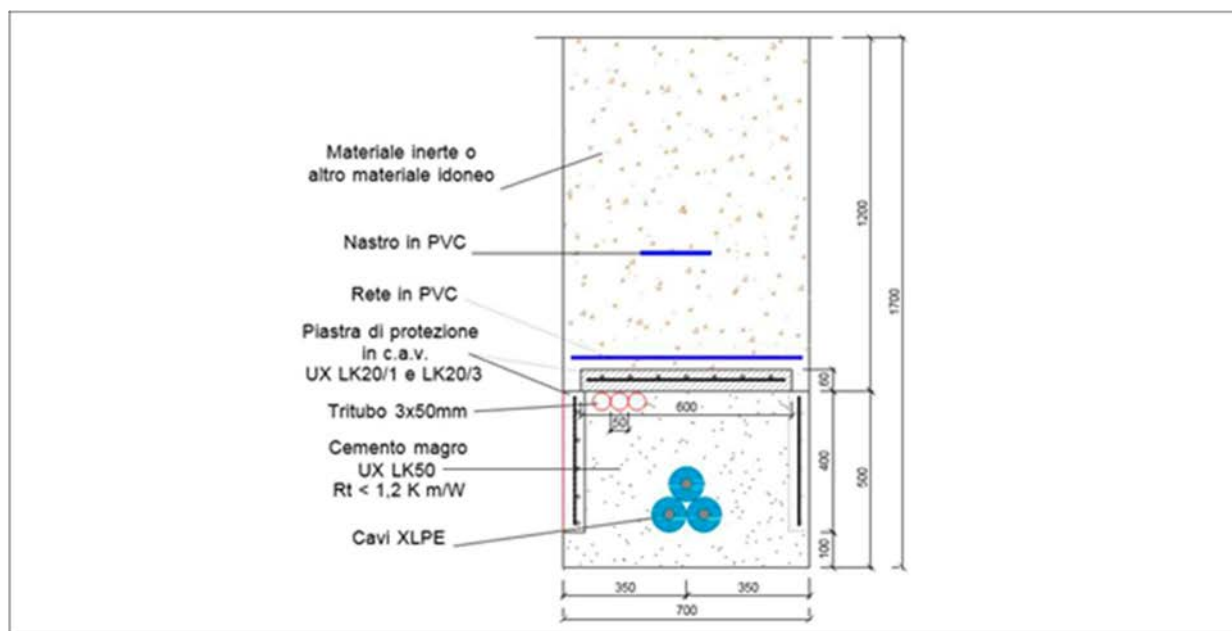 Materiale inerte o
altro materiale idoneo
Nastro in PVC
Rete in PVC
Piastra di protezione
in c.a.v.
UX LK20/1 e LK20/3
Tritubo 3x50mm
Cemento magro
UX LK50
Rt < 1,2 K m/W
Cavi XLPE
1200
1700
60
600
50
400
500
100
350
350
700